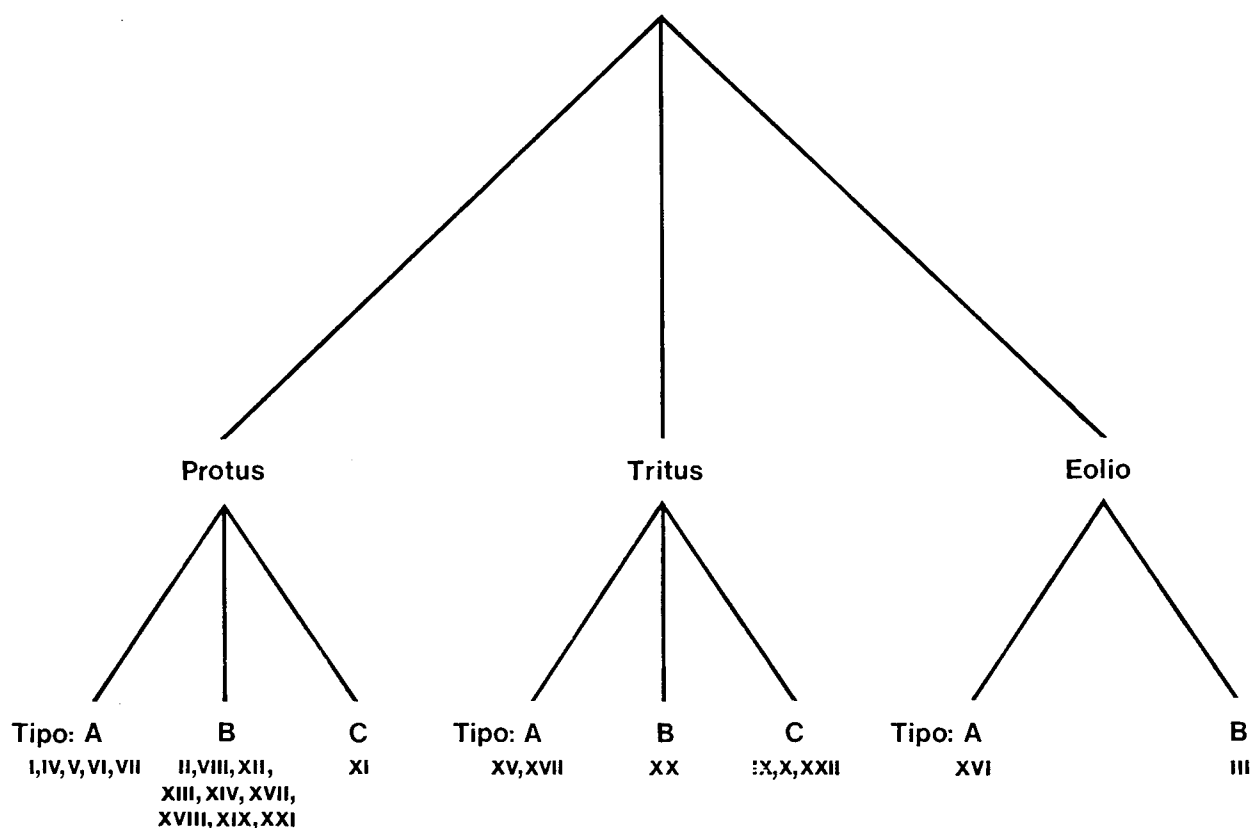 Protus Tritus Eolio
Tipo: A B C Tipo: A B C Tipo: A B
I, IV, V, VI, VII II, VIII, XII, XI XV, XVII XX IX, X, XXII XVI III
XIII, XIV, XVII,
XVIII, XIX, XXI